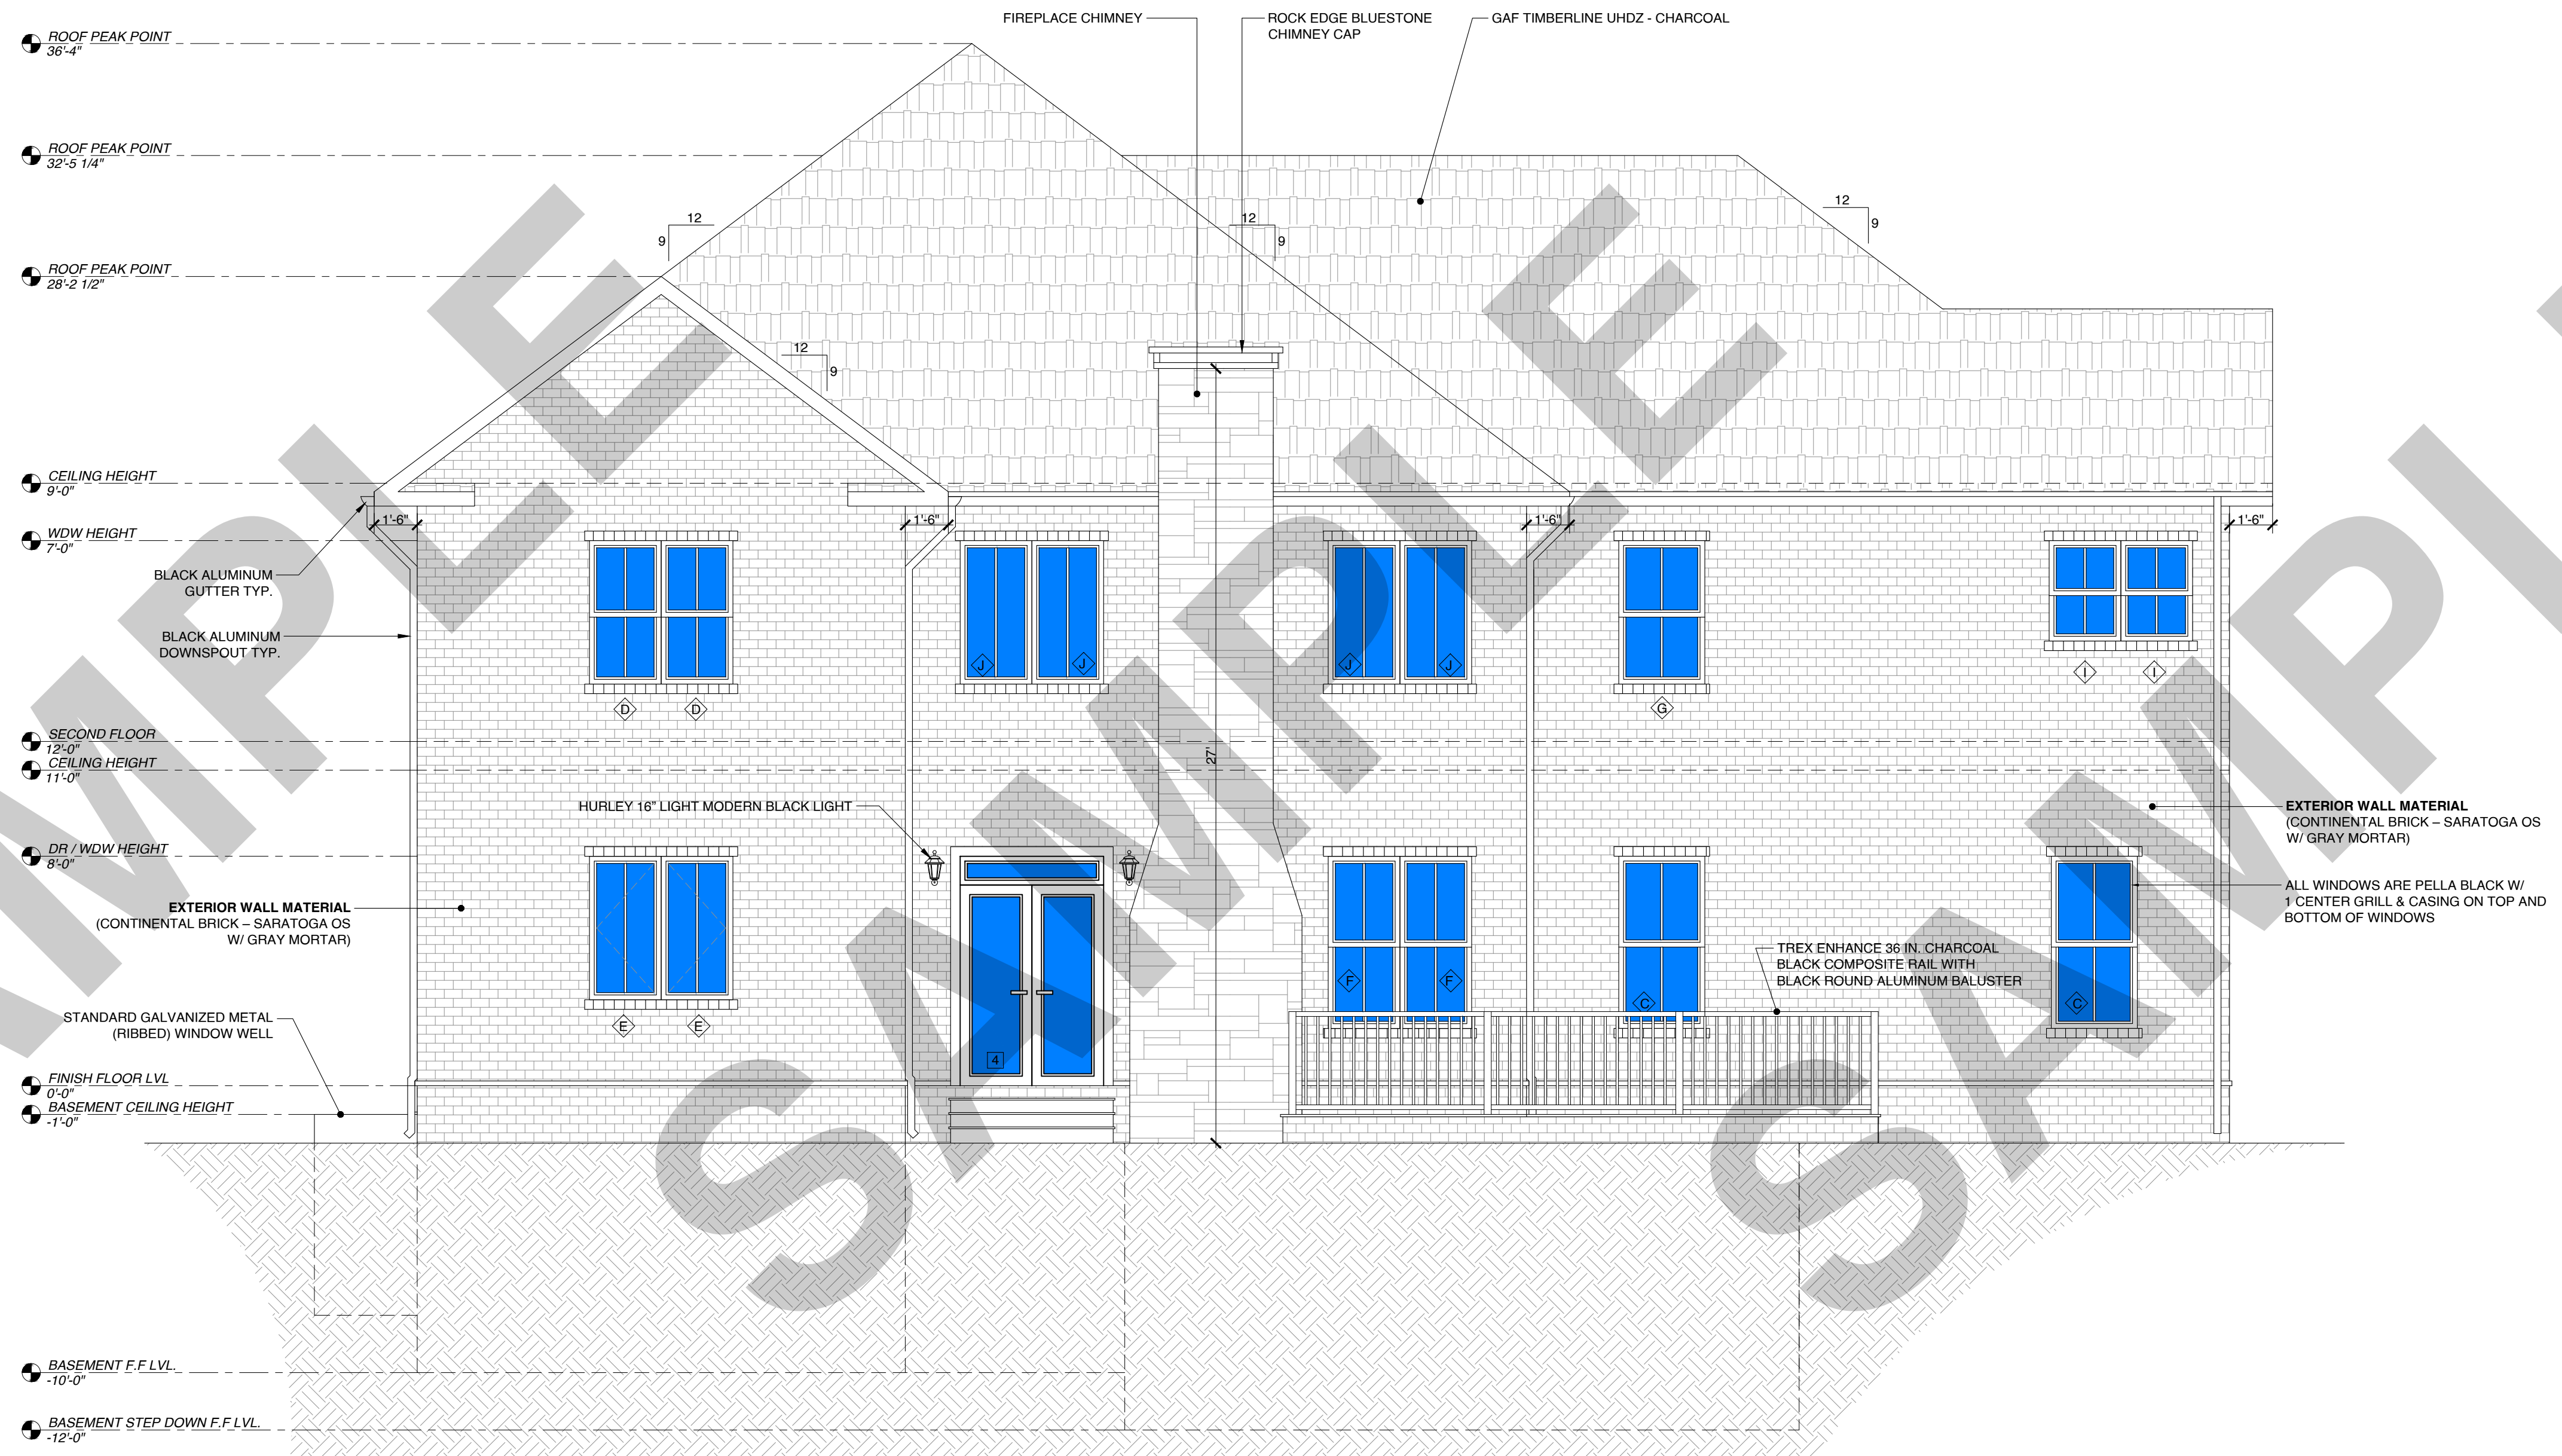 FIREPLACE CHIMNEY
ROCK EDGE BLUESTONE
CHIMNEY CAP
GAF TIMBERLINE UHDZ - CHARCOAL
ROOF PEAK POINT
36'-4"
ROOF PEAK POINT
32'-5 1/4"
12
9
12
9
12
9
ROOF PEAK POINT
28'-2 1/2"
12
9
CEILING HEIGHT
9'-0"
1'-6"
1'-6"
1'-6"
1'-6"
WDW HEIGHT
7'-0"
BLACK ALUMINUM
GUTTER TYP.
BLACK ALUMINUM
DOWNSPOUT TYP.
J
J
J
J
I
I
D
D
G
SECOND FLOOR
12'-0"
CEILING HEIGHT
11'-0"
27'
HURLEY 16” LIGHT MODERN BLACK LIGHT
EXTERIOR WALL MATERIAL
(CONTINENTAL BRICK – SARATOGA OS
W/ GRAY MORTAR)
DR / WDW HEIGHT
8'-0"
ALL WINDOWS ARE PELLA BLACK W/
1 CENTER GRILL & CASING ON TOP AND
BOTTOM OF WINDOWS
EXTERIOR WALL MATERIAL
(CONTINENTAL BRICK – SARATOGA OS
W/ GRAY MORTAR)
TREX ENHANCE 36 IN. CHARCOAL
BLACK COMPOSITE RAIL WITH
BLACK ROUND ALUMINUM BALUSTER
F
F
C
C
E
E
STANDARD GALVANIZED METAL
(RIBBED) WINDOW WELL
4
FINISH FLOOR LVL
0'-0"
BASEMENT CEILING HEIGHT
-1'-0"
BASEMENT F.F LVL.
-10'-0"
BASEMENT STEP DOWN F.F LVL.
-12'-0"
AMPLE
SAMPLE
SAMPL